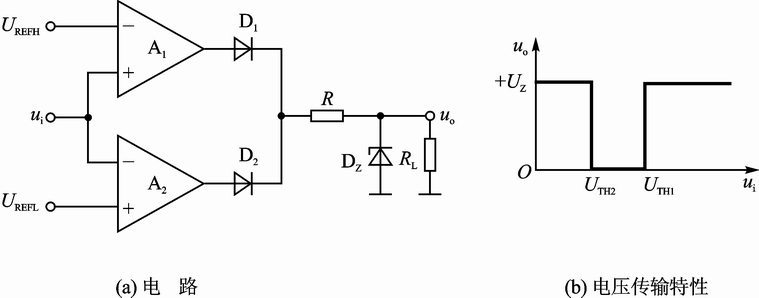 U_REFH
−
A₁
+
D₁
u_i
−
A₂
+
D₂
U_REFL
R
D_Z
R_L
u_o
(a) 电 路
u_o
+U_Z
O
U_TH2
U_TH1
u_i
(b) 电压传输特性